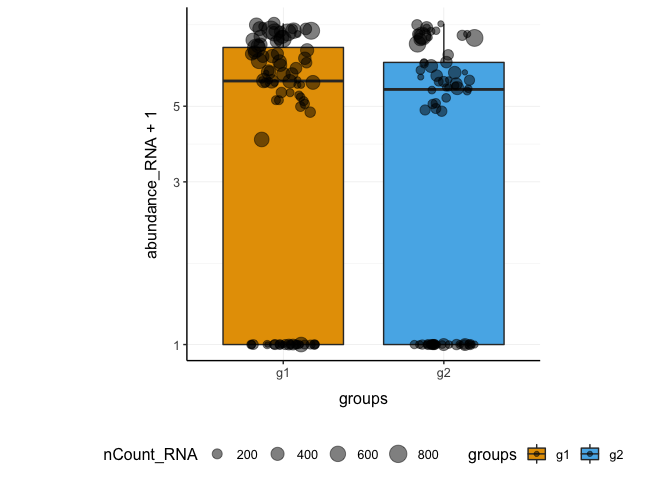 abundance_RNA + 1
5
3
1
g1 g2
groups
nCount_RNA 200 400 600 800 groups g1 g2